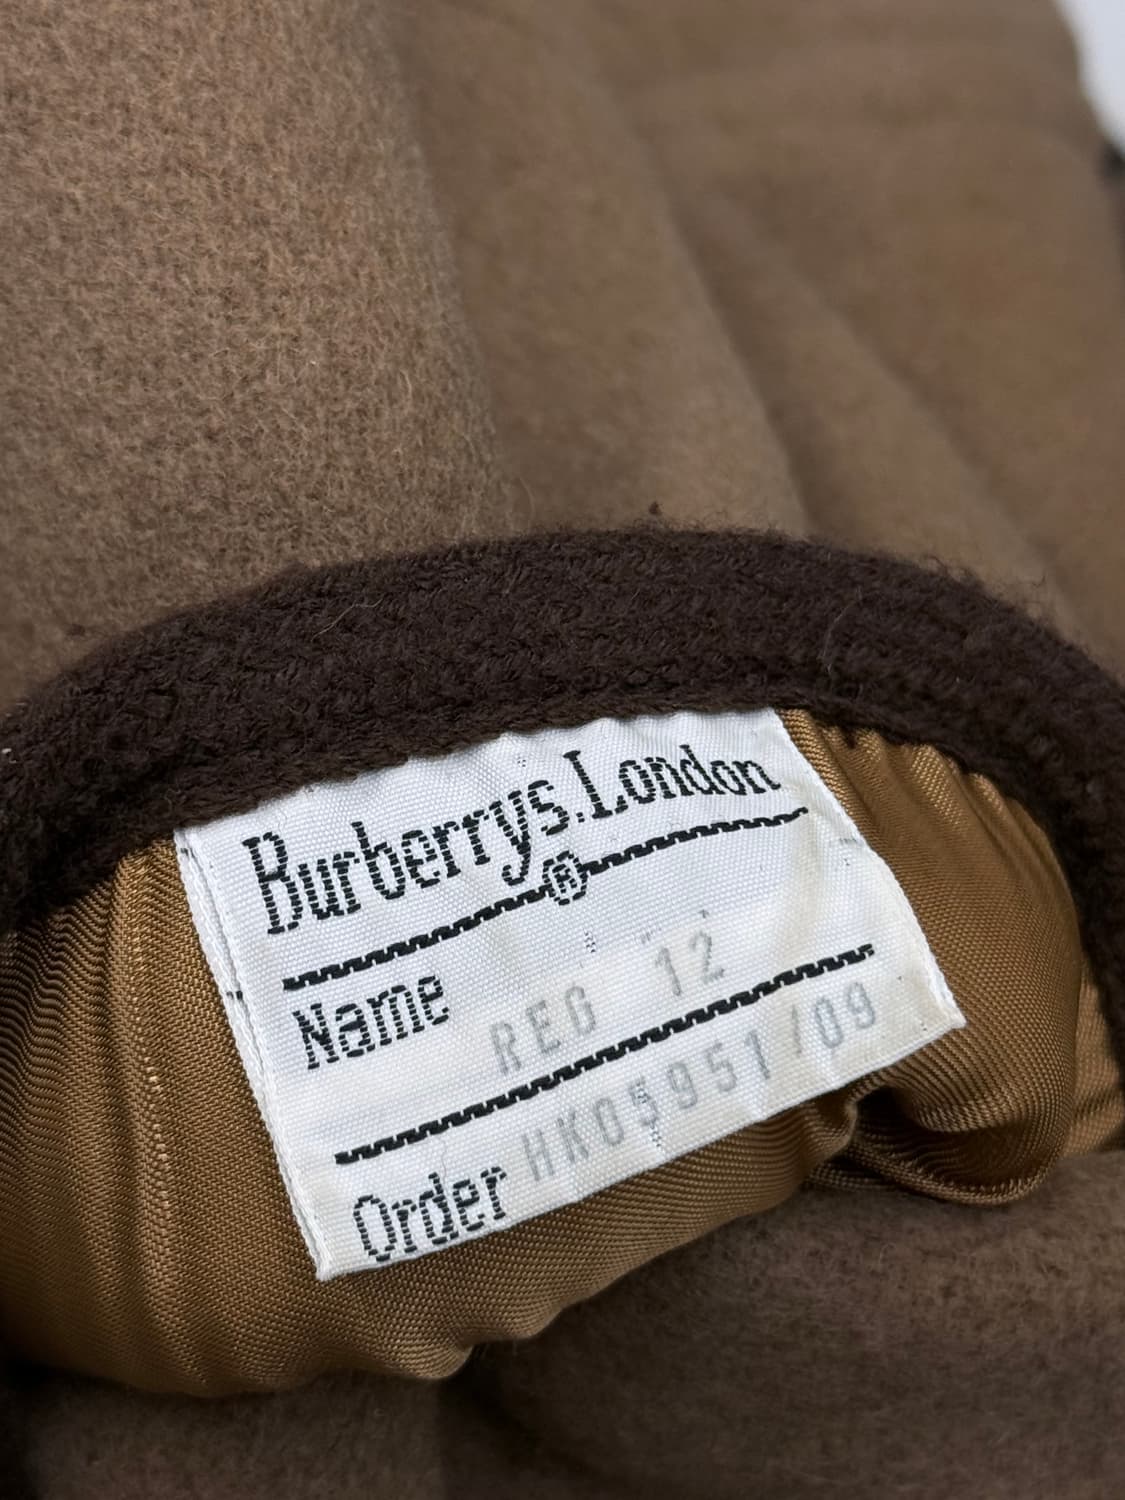 Burberrys. London
®
Name REG 12
Order HK05951/09